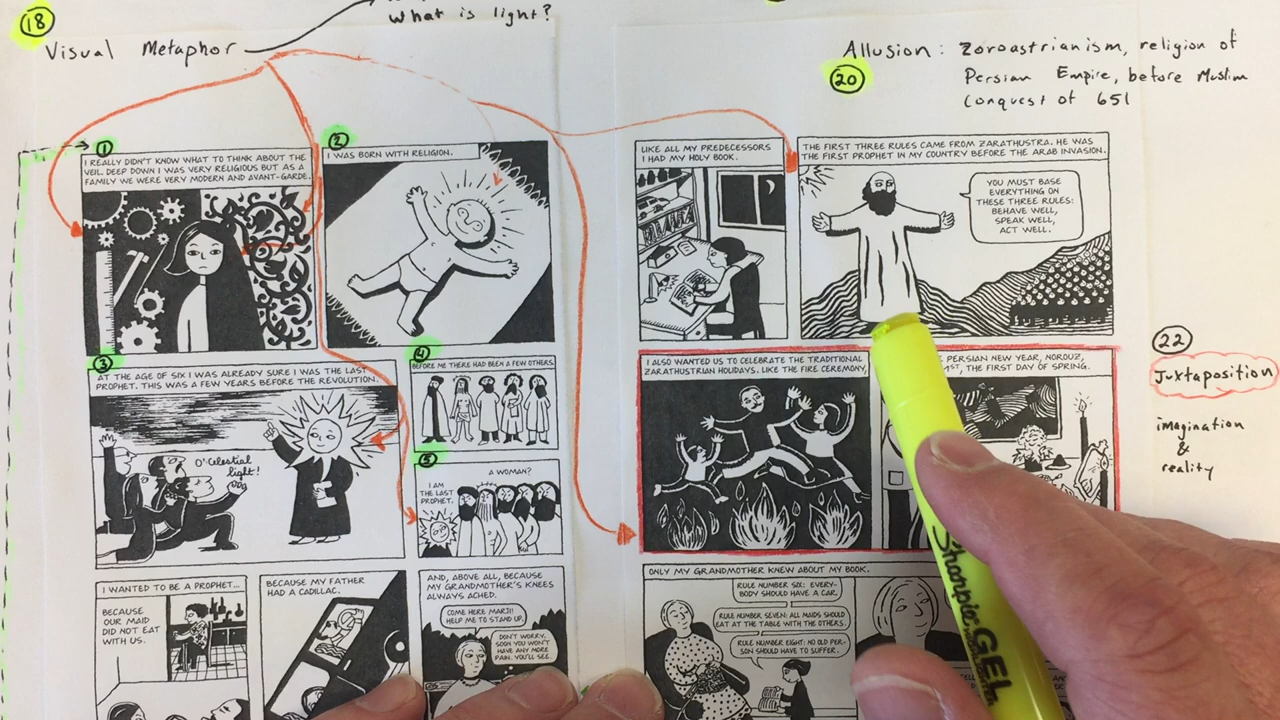 18
What is light?
Visual Metaphor
Allusion: Zoroastrianism, religion of
20
Persian Empire, before Muslim
Conquest of 651
1
I REALLY DIDN'T KNOW WHAT TO THINK ABOUT THE
VEIL. DEEP DOWN I WAS VERY RELIGIOUS BUT AS A
FAMILY WE WERE VERY MODERN AND AVANT-GARDE.
2
I WAS BORN WITH RELIGION.
3
AT THE AGE OF SIX I WAS ALREADY SURE I WAS THE LAST
PROPHET. THIS WAS A FEW YEARS BEFORE THE REVOLUTION.
O' Celestial
light!
4
BEFORE ME THERE HAD BEEN A FEW OTHERS.
5
A WOMAN?
I AM
THE LAST
PROPHET.
I WANTED TO BE A PROPHET...
BECAUSE
OUR MAID
DID NOT EAT
WITH US.
BECAUSE MY FATHER
HAD A CADILLAC.
AND, ABOVE ALL, BECAUSE
MY GRANDMOTHER'S KNEES
ALWAYS ACHED.
COME HERE MARJI!
HELP ME TO STAND UP.
DON'T WORRY,
SOON YOU WON'T
HAVE ANY MORE
PAIN. YOU'LL SEE.
LIKE ALL MY PREDECESSORS
I HAD MY HOLY BOOK.
THE FIRST THREE RULES CAME FROM ZARATHUSTRA. HE WAS
THE FIRST PROPHET IN MY COUNTRY BEFORE THE ARAB INVASION.
YOU MUST BASE
EVERYTHING ON
THESE THREE RULES:
BEHAVE WELL,
SPEAK WELL,
ACT WELL.
I ALSO WANTED US TO CELEBRATE THE TRADITIONAL
ZARATHUSTRIAN HOLIDAYS. LIKE THE FIRE CEREMONY,
PERSIAN NEW YEAR, NOROUZ,
THE FIRST DAY OF SPRING.
ONLY MY GRANDMOTHER KNEW ABOUT MY BOOK.
RULE NUMBER SIX: EVERY-
BODY SHOULD HAVE A CAR.
RULE NUMBER SEVEN: ALL MAIDS SHOULD
EAT AT THE TABLE WITH THE OTHERS.
RULE NUMBER EIGHT: NO OLD PER-
SON SHOULD HAVE TO SUFFER.
22
Juxtaposition
imagination
&
reality
Sharpie GEL